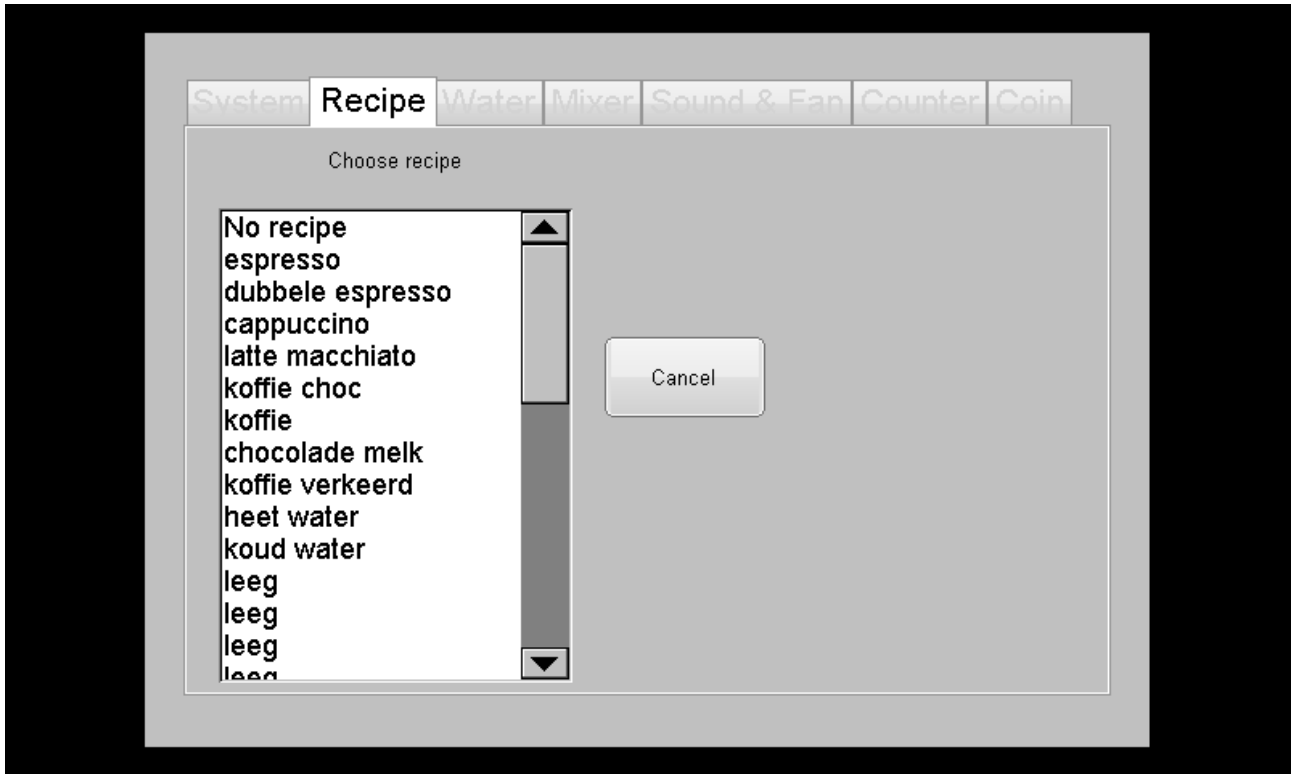 System Recipe Water Mixer Sound & Fan Counter Coin
Choose recipe
No recipe
espresso
dubbele espresso
cappuccino
latte macchiato
koffie choc
koffie
chocolade melk
koffie verkeerd
heet water
koud water
leeg
leeg
leeg
leeg
Cancel